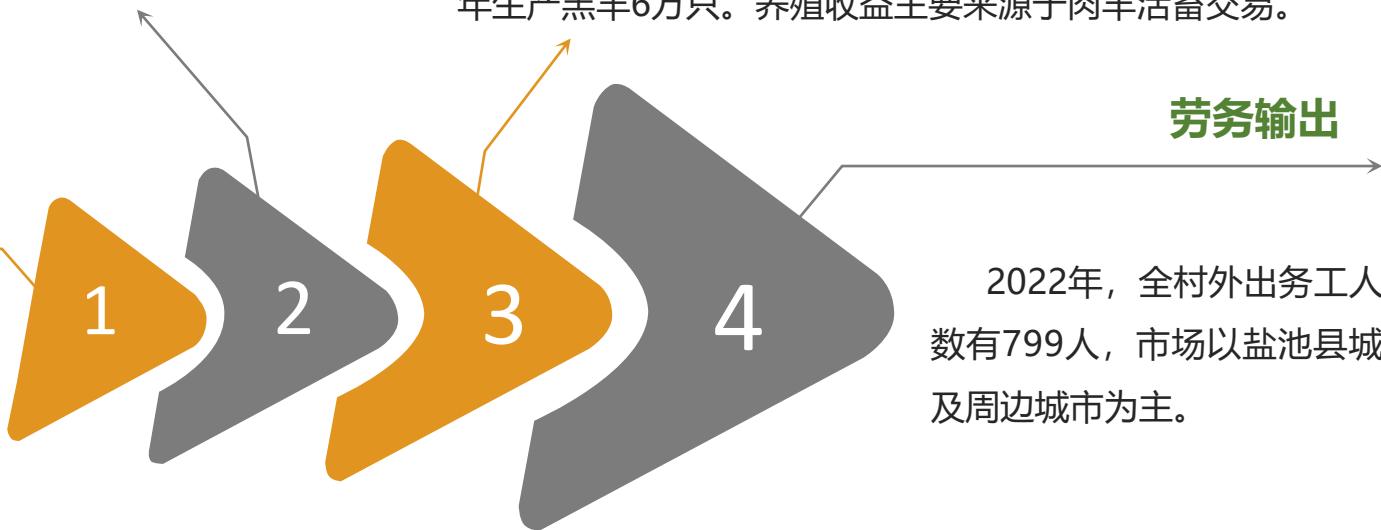 年生产羔羊6万只。养殖收益主要来源于肉羊活畜交易。
劳务输出
1
2
3
4
2022年，全村外出务工人
数有799人，市场以盐池县城
及周边城市为主。